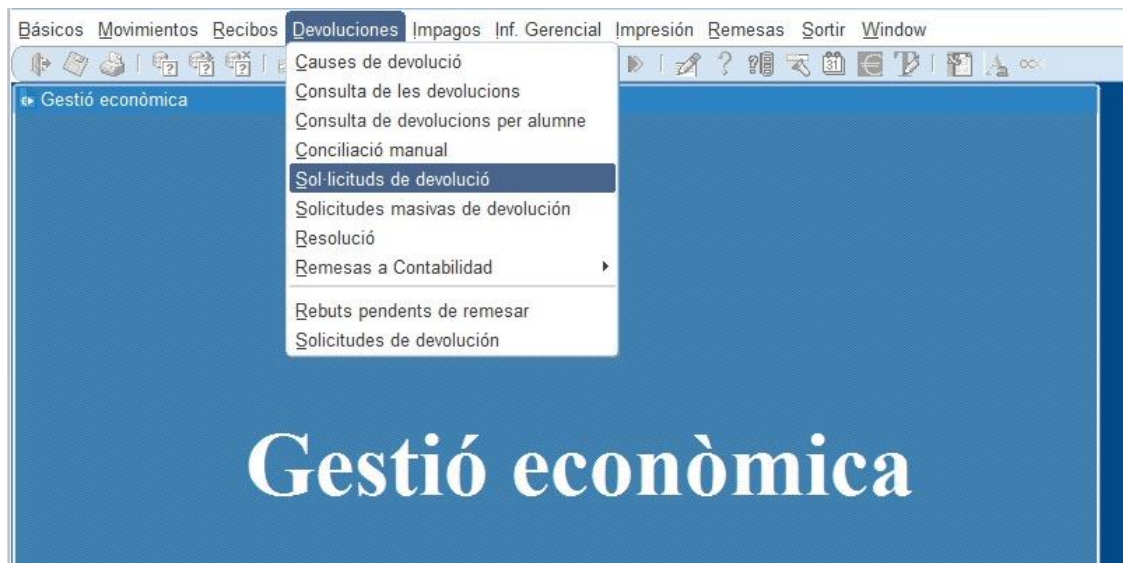 Básicos Movimientos Recibos Devoluciones Impagos Inf. Gerencial Impresión Remesas Sortir Window
Gestió econòmica
Causes de devolució
Consulta de les devolucions
Consulta de devolucions per alumne
Conciliació manual
Sol·licituds de devolució
Solicitudes masivas de devolución
Resolució
Remesas a Contabilidad
Rebuts pendents de remesar
Solicitudes de devolución
Gestió econòmica